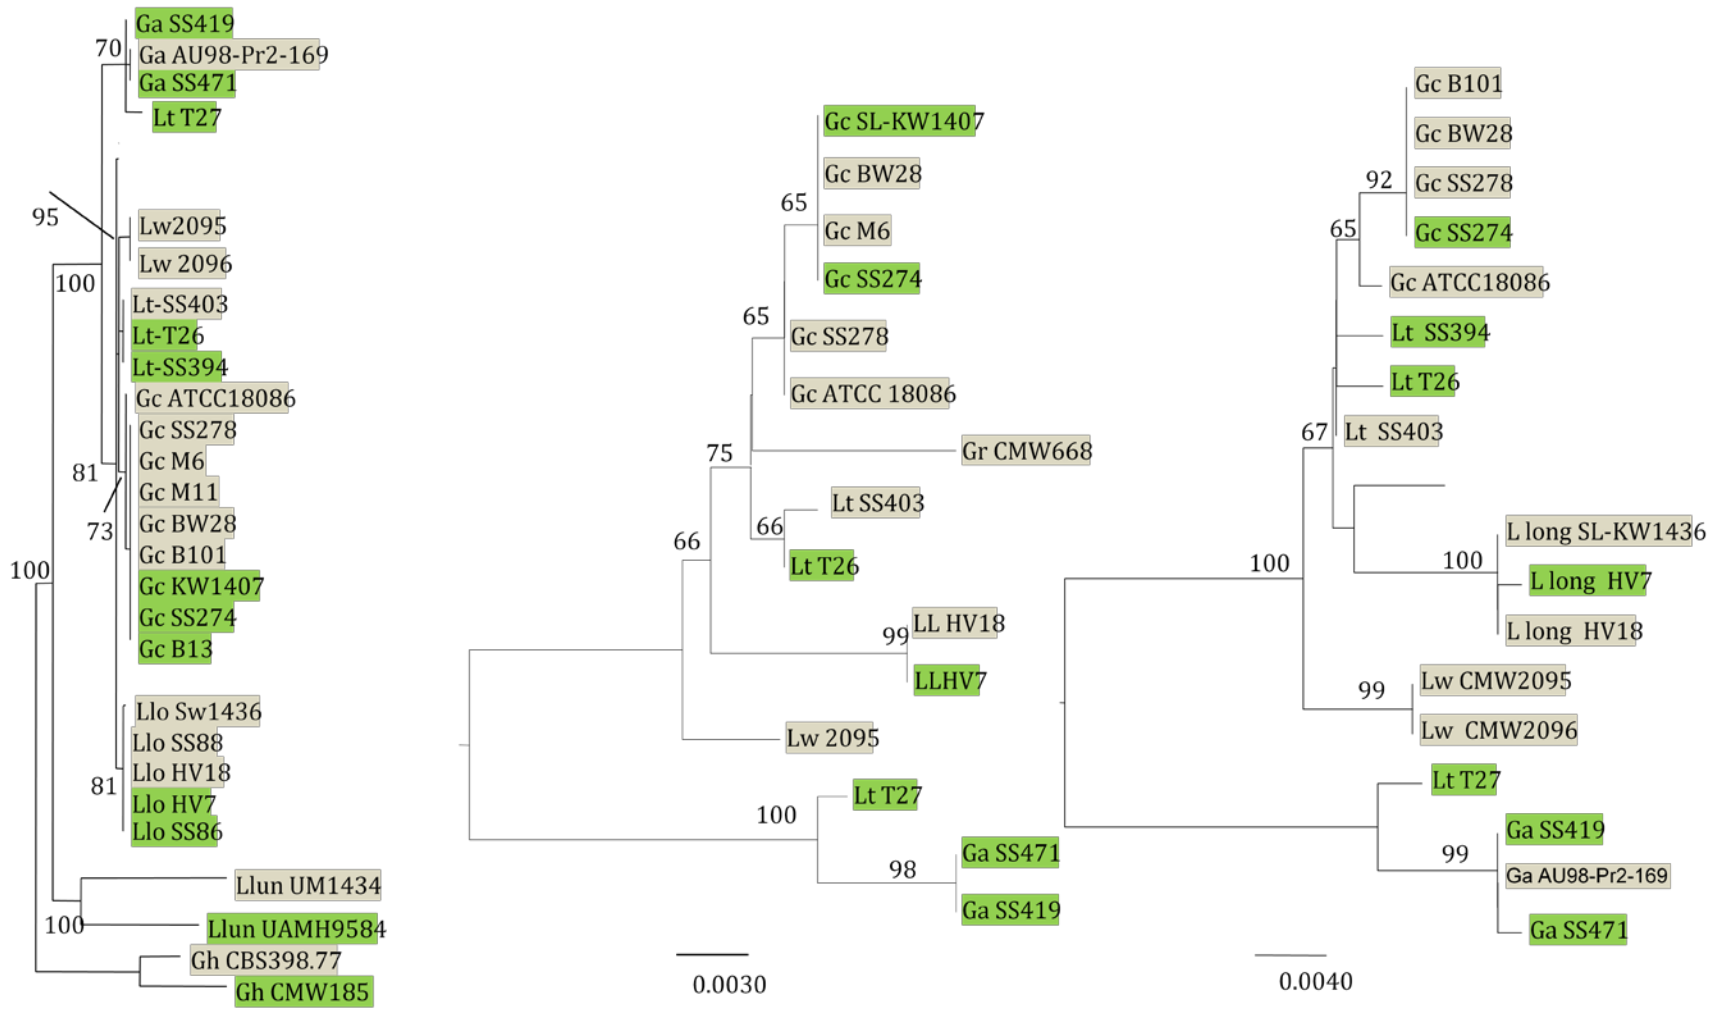 Ga SS419
70
Ga AU98-Pr2-169
Ga SS471
Lt T27
95
Lw2095
Lw 2096
100
Lt-SS403
Lt-T26
Lt-SS394
Gc ATCC18086
Gc SS278
Gc M6
81
Gc M11
73
Gc BW28
Gc B101
100
Gc KW1407
Gc SS274
Gc B13
Llo Sw1436
Llo SS88
Llo HV18
81
Llo HV7
Llo SS86
Llun UM1434
100
Llun UAMH9584
Gh CBS398.77
Gh CMW185
Gc SL-KW1407
Gc BW28
65
Gc M6
Gc SS274
65
Gc SS278
Gc ATCC 18086
75
Gr CMW668
Lt SS403
66
66
Lt T26
LL HV18
99
LLHV7
Lw 2095
Lt T27
100
Ga SS471
98
Ga SS419
0.0030
Gc B101
Gc BW28
92
Gc SS278
65
Gc SS274
Gc ATCC18086
Lt SS394
Lt T26
67
Lt SS403
L long SL-KW1436
100
100
L long HV7
L long HV18
99
Lw CMW2095
Lw CMW2096
Lt T27
Ga SS419
99
Ga AU98-Pr2-169
Ga SS471
0.0040